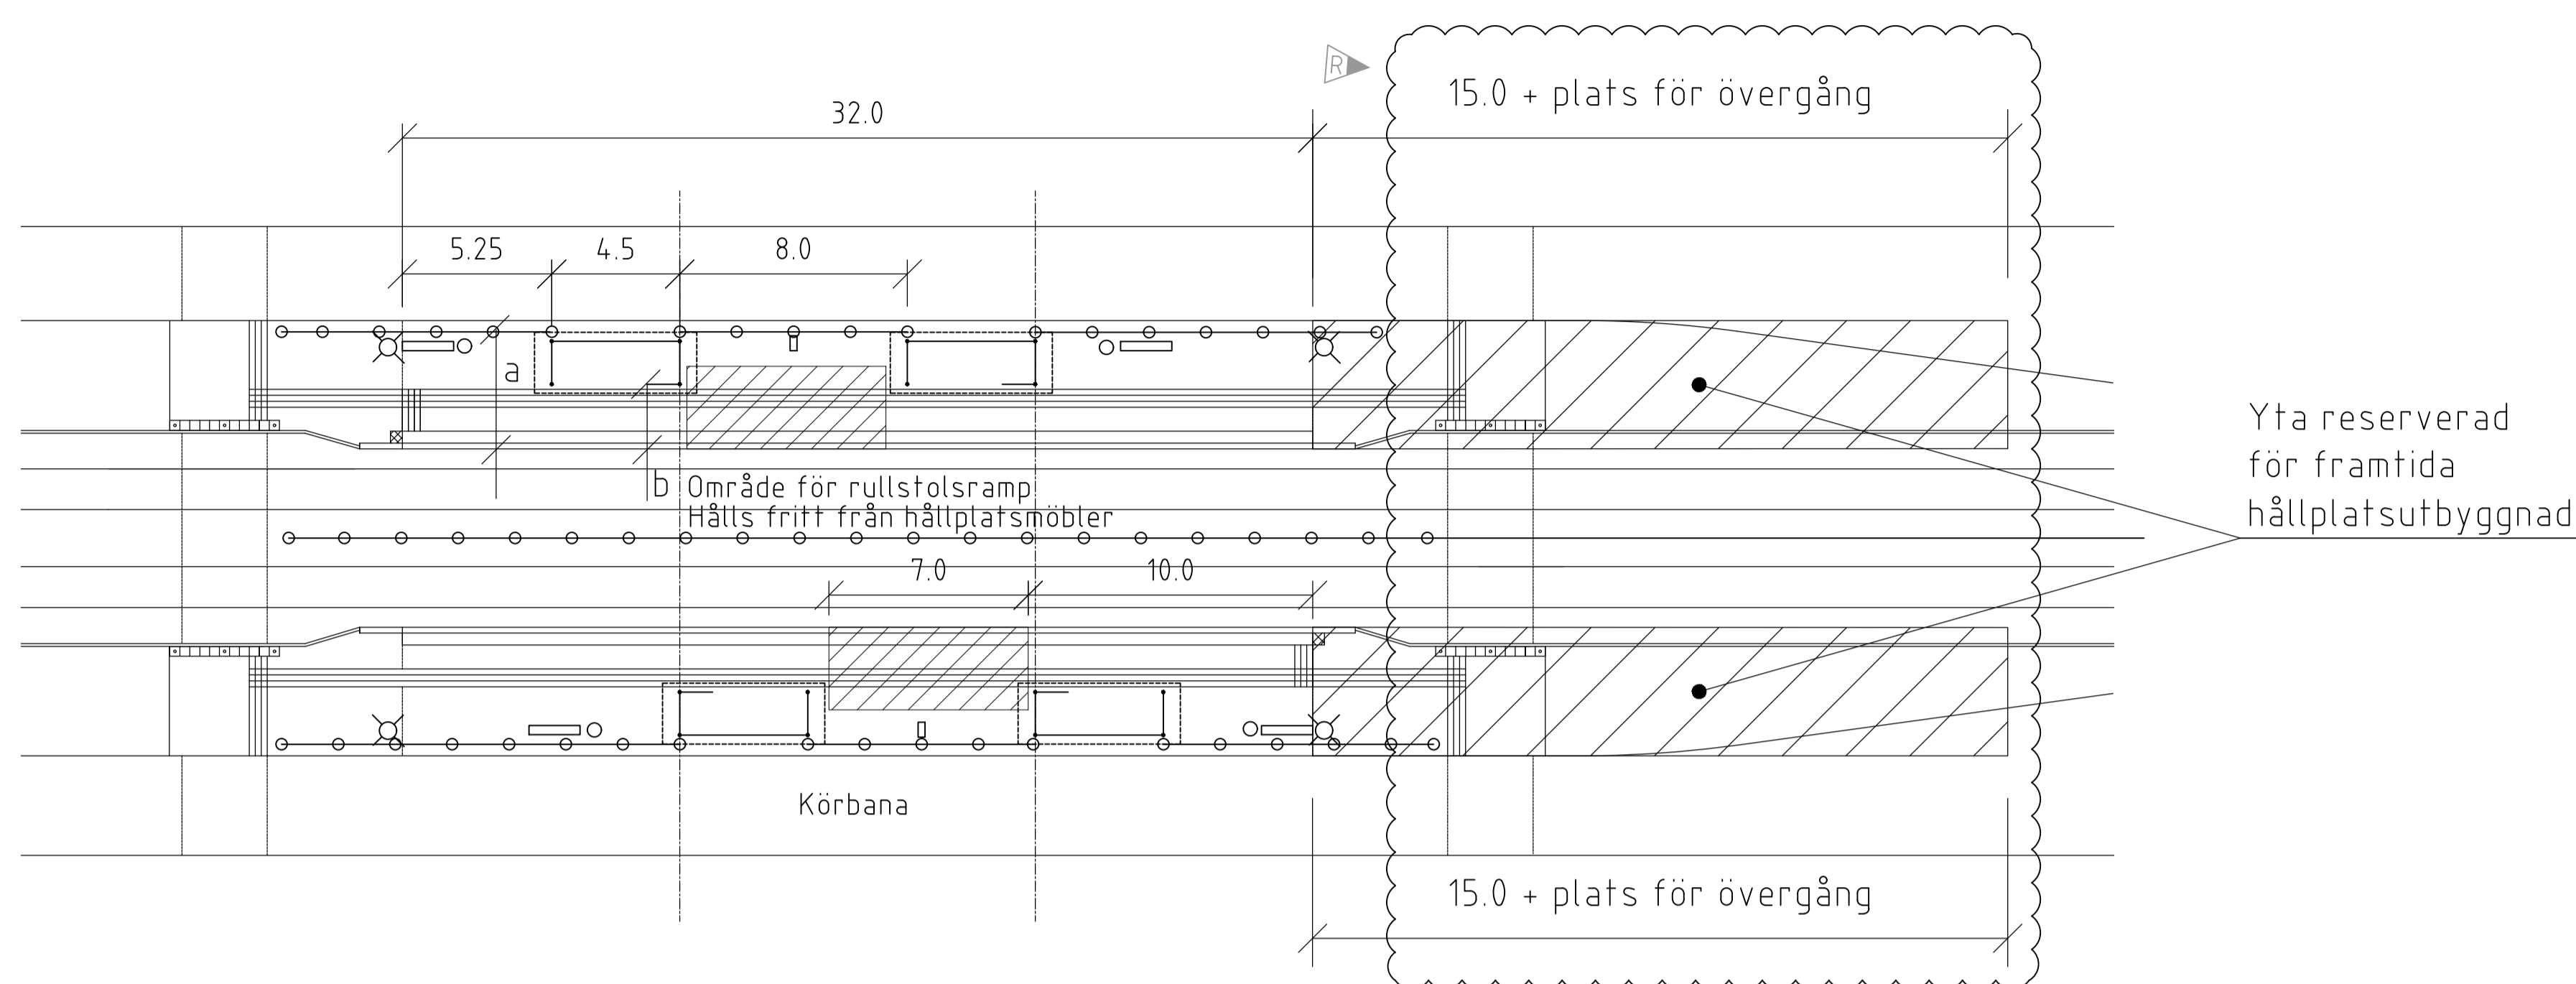 R
15.0 + plats för övergång
32.0
5.25
4.5
8.0
a
b
Område för rullstolsramp
Hålls fritt från hållplatsmöbler
Yta reserverad
för framtida
hållplatsutbyggnad
7.0
10.0
Körbana
15.0 + plats för övergång